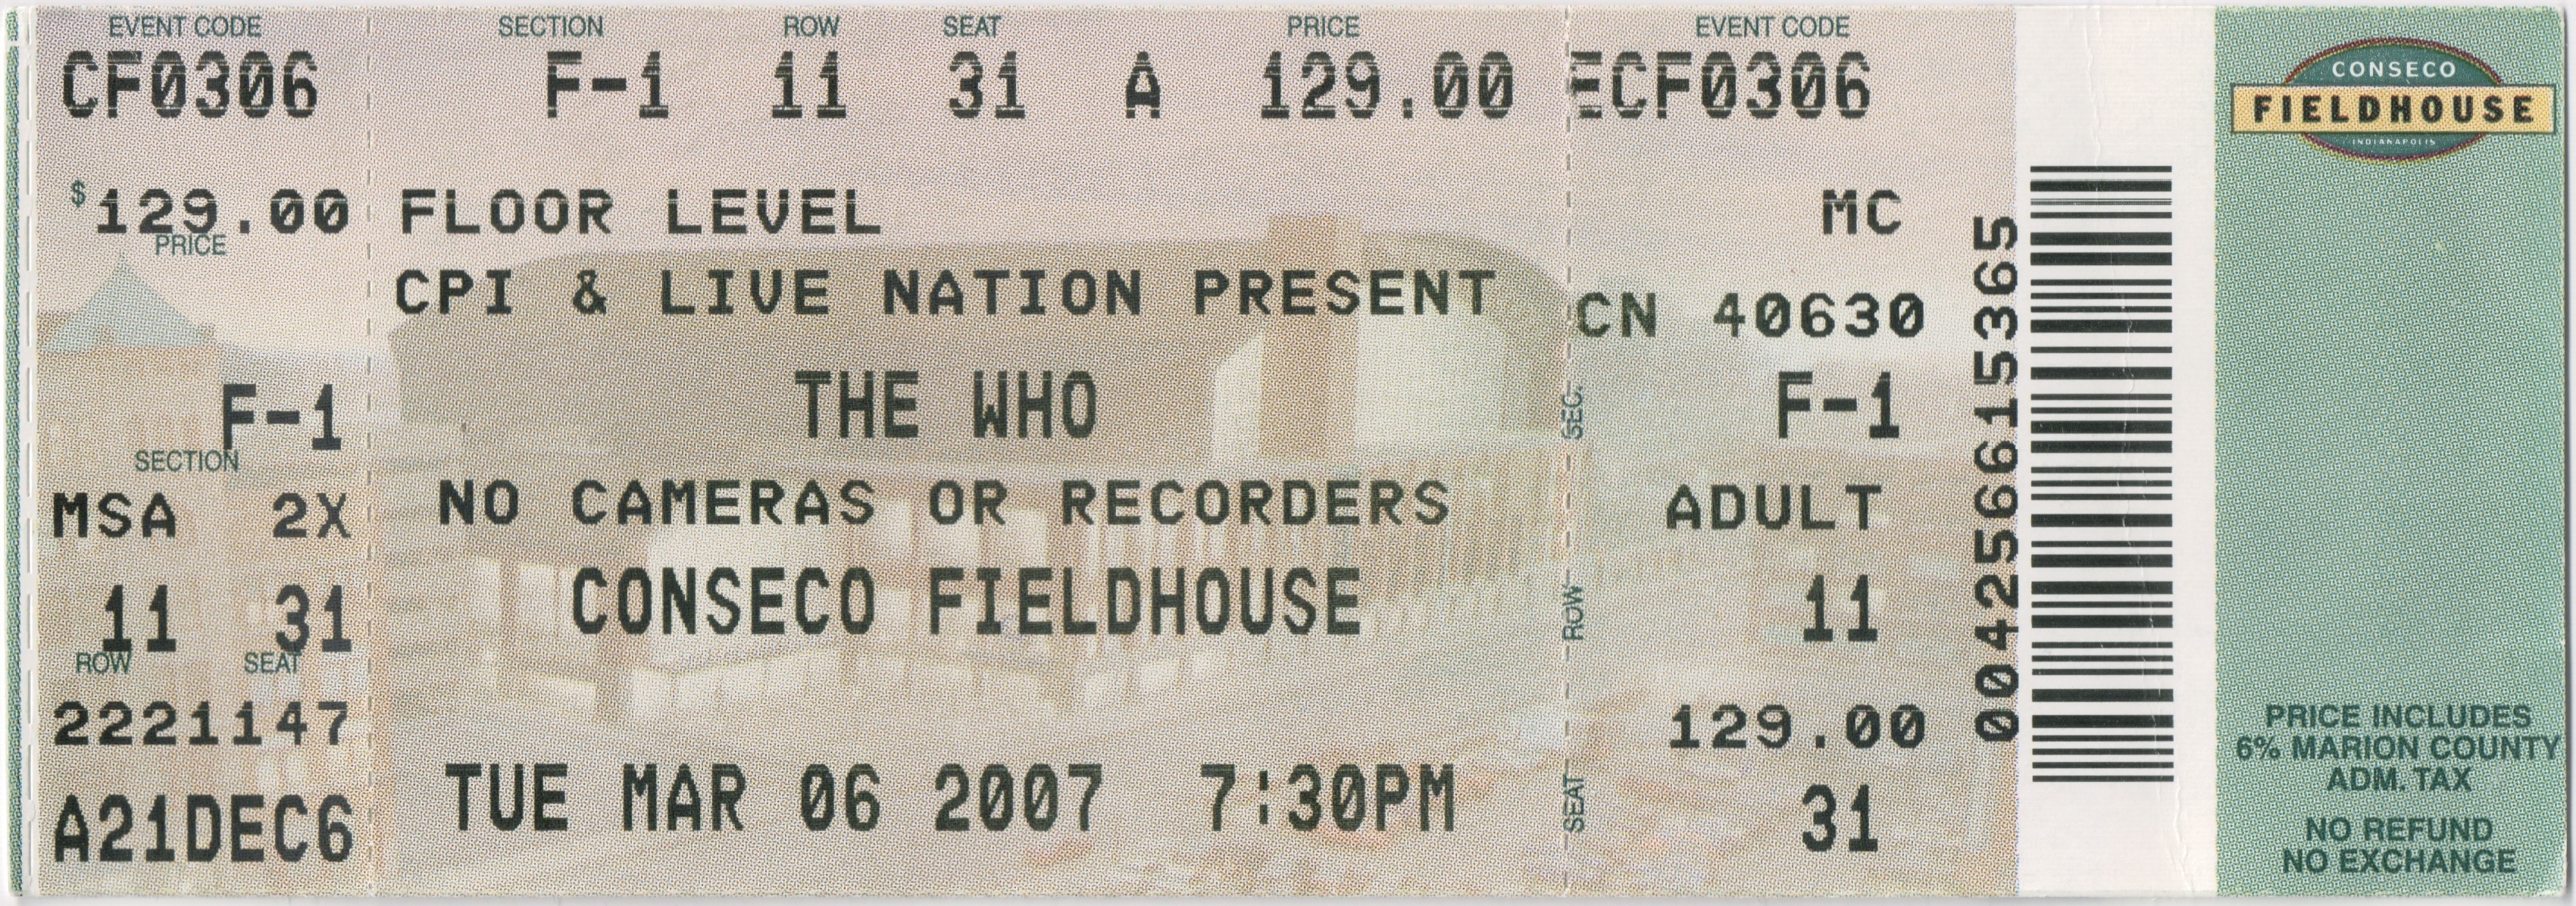 EVENT CODE SECTION ROW SEAT PRICE EVENT CODE
CF0306 F-1 11 31 A 129.00 ECF0306
$129.00 FLOOR LEVEL MC
PRICE
CPI & LIVE NATION PRESENT CN 40630
F-1 THE WHO SEC. F-1
SECTION
MSA 2X NO CAMERAS OR RECORDERS ADULT
11 31 CONSECO FIELDHOUSE ROW 11
ROW SEAT
2221147 129.00
A21DEC6 TUE MAR 06 2007 7:30PM SEAT 31
004256615365
CONSECO
FIELDHOUSE
INDIANAPOLIS
PRICE INCLUDES
6% MARION COUNTY
ADM. TAX
NO REFUND
NO EXCHANGE